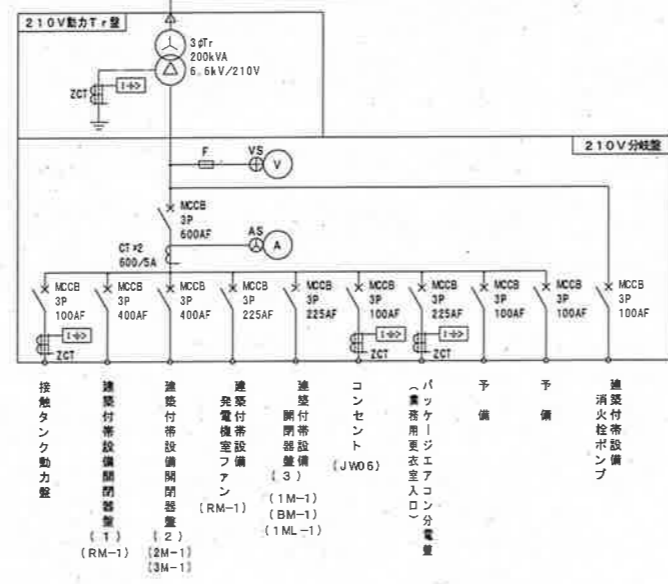 210V動力Tr盤
3φTr
200kVA
6.6kV/210V
ZCT
I⏚>
210V分岐盤
F
VS
V
MCCB
3P
600AF
AS
A
CT×2
600/5A
MCCB
3P
100AF
I⏚>
ZCT
MCCB
3P
400AF
MCCB
3P
400AF
MCCB
3P
225AF
MCCB
3P
225AF
MCCB
3P
100AF
I⏚>
ZCT
MCCB
3P
225AF
I⏚>
ZCT
MCCB
3P
100AF
MCCB
3P
100AF
MCCB
3P
100AF
接触タンク動力盤
建築付帯設備開閉器盤
(1)
(RM-1)
建築付帯設備開閉器盤
(2)
(2M-1)
(3M-1)
建築付帯設備
発電機室ファン
(RM-1)
建築付帯設備
開閉器盤
(3)
(1M-1)
(BM-1)
(1ML-1)
コンセント
(JW06)
パッケージエアコン分電盤
(業務用更衣室入口)
予備
予備
建築付帯設備
消火栓ポンプ